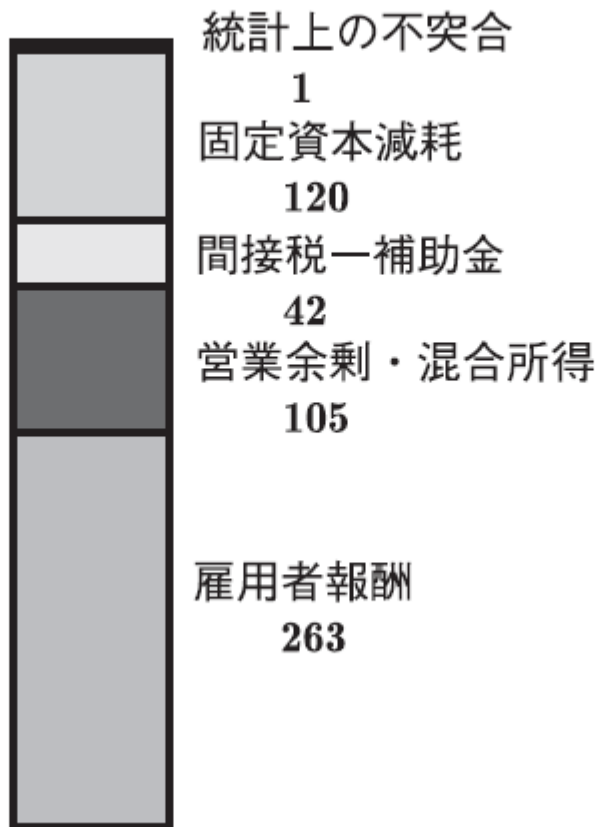 統計上の不突合
1
固定資本減耗
120
間接税－補助金
42
営業余剰・混合所得
105
雇用者報酬
263